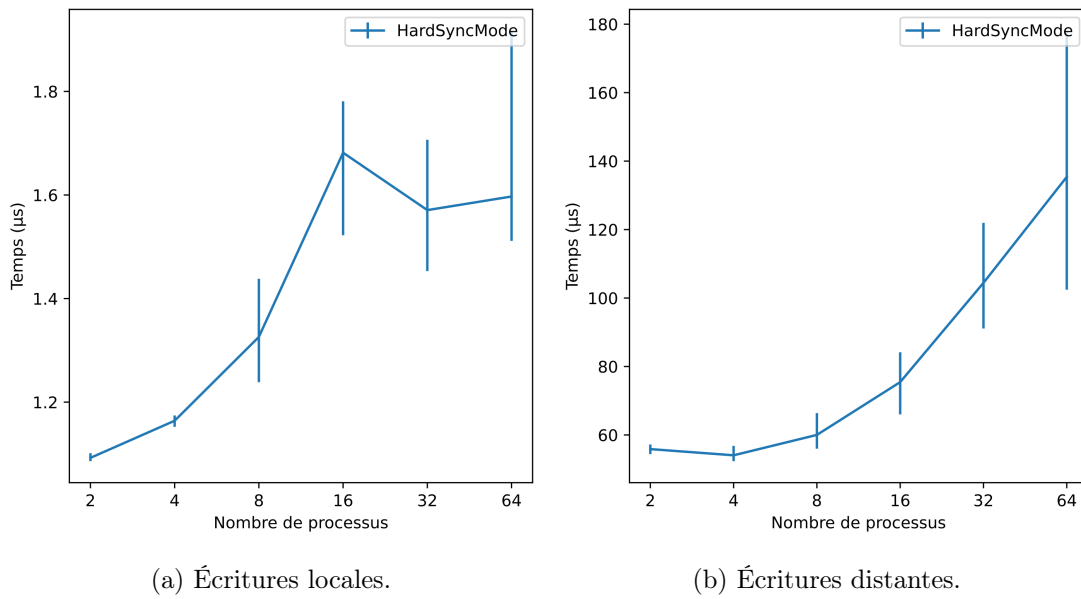 HardSyncMode
1.8
1.6
1.4
1.2
Temps (µs)
2 4 8 16 32 64
Nombre de processus
(a) Écritures locales.
HardSyncMode
180
160
140
120
100
80
60
Temps (µs)
2 4 8 16 32 64
Nombre de processus
(b) Écritures distantes.